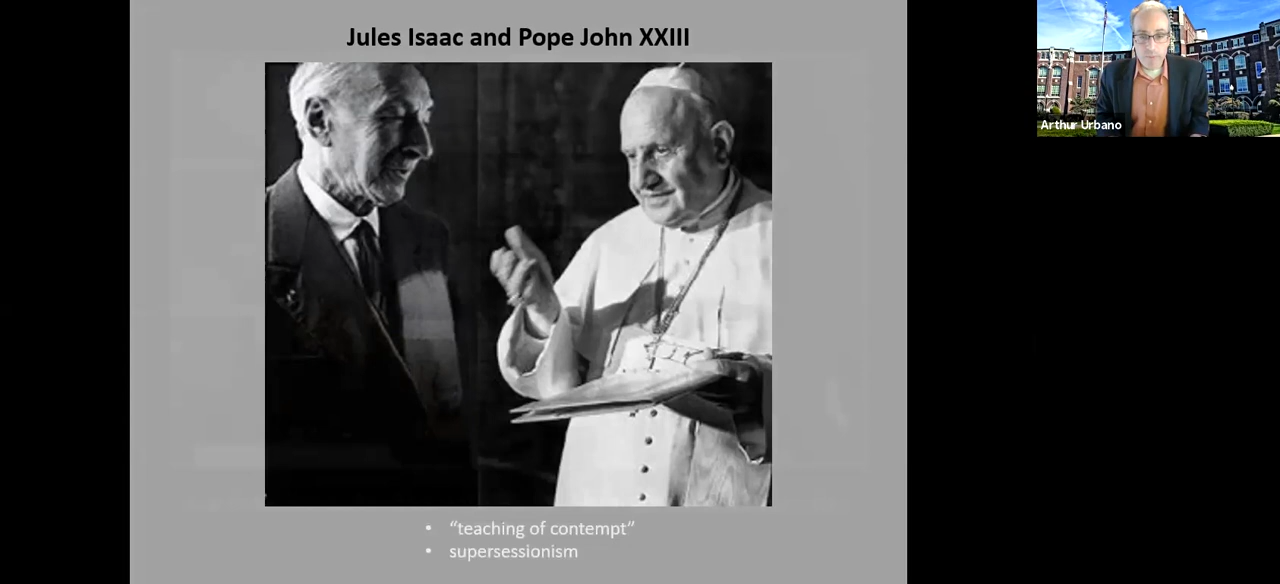 Jules Isaac and Pope John XXIII
Arthur Urbano
• “teaching of contempt”
• supersessionism